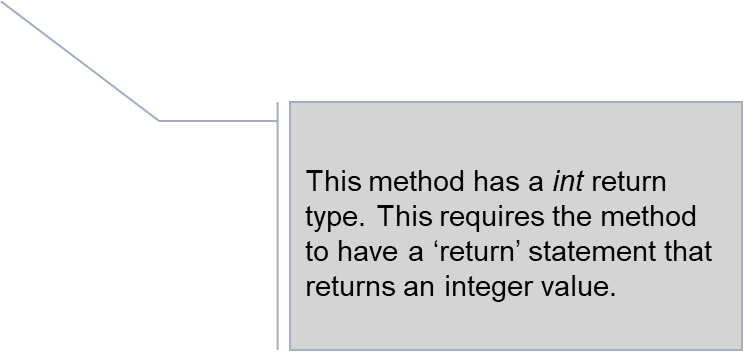 This method has a int return
type. This requires the method
to have a ‘return’ statement that
returns an integer value.